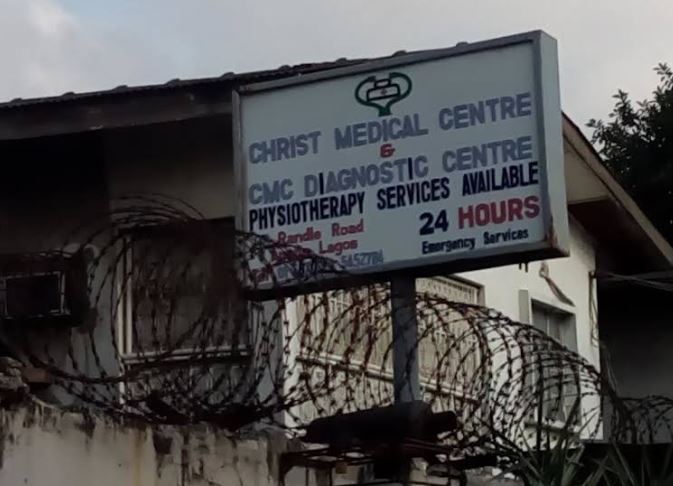 CHRIST MEDICAL CENTRE
&
CMC DIAGNOSTIC CENTRE
PHYSIOTHERAPY SERVICES AVAILABLE
Randle Road
Lagos
24 HOURS
Emergency Services